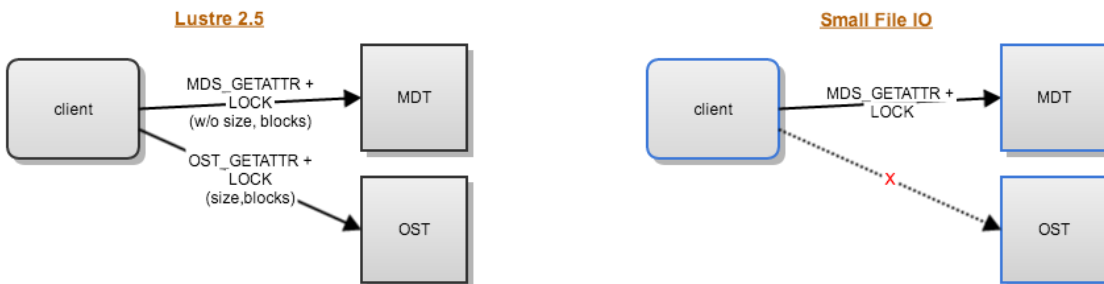 Lustre 2.5
MDS_GETATTR +
LOCK
(w/o size, blocks)
client
MDT
OST_GETATTR +
LOCK
(size,blocks)
OST
Small File IO
client
MDS_GETATTR +
LOCK
MDT
X
OST